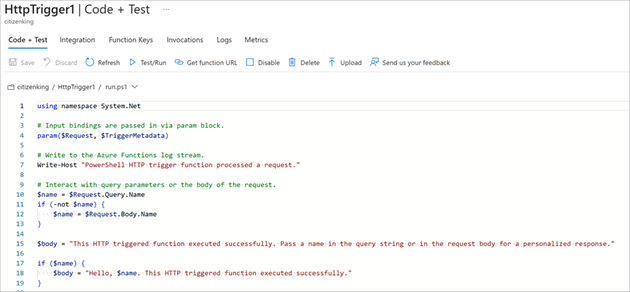 HttpTrigger1 | Code + Test ...
citizenking
Code + Test Integration Function Keys Invocations Logs Metrics
Save Discard Refresh Test/Run Get function URL Disable Delete Upload Send us your feedback
citizenking / HttpTrigger1 / run.ps1
1 using namespace System.Net
2
3 # Input bindings are passed in via param block.
4 param($Request, $TriggerMetadata)
5
6 # Write to the Azure Functions log stream.
7 Write-Host "PowerShell HTTP trigger function processed a request."
8
9 # Interact with query parameters or the body of the request.
10 $name = $Request.Query.Name
11 if (-not $name) {
12 $name = $Request.Body.Name
13 }
14
15 $body = "This HTTP triggered function executed successfully. Pass a name in the query string or in the request body for a personalized response."
16
17 if ($name) {
18 $body = "Hello, $name. This HTTP triggered function executed successfully."
19 }